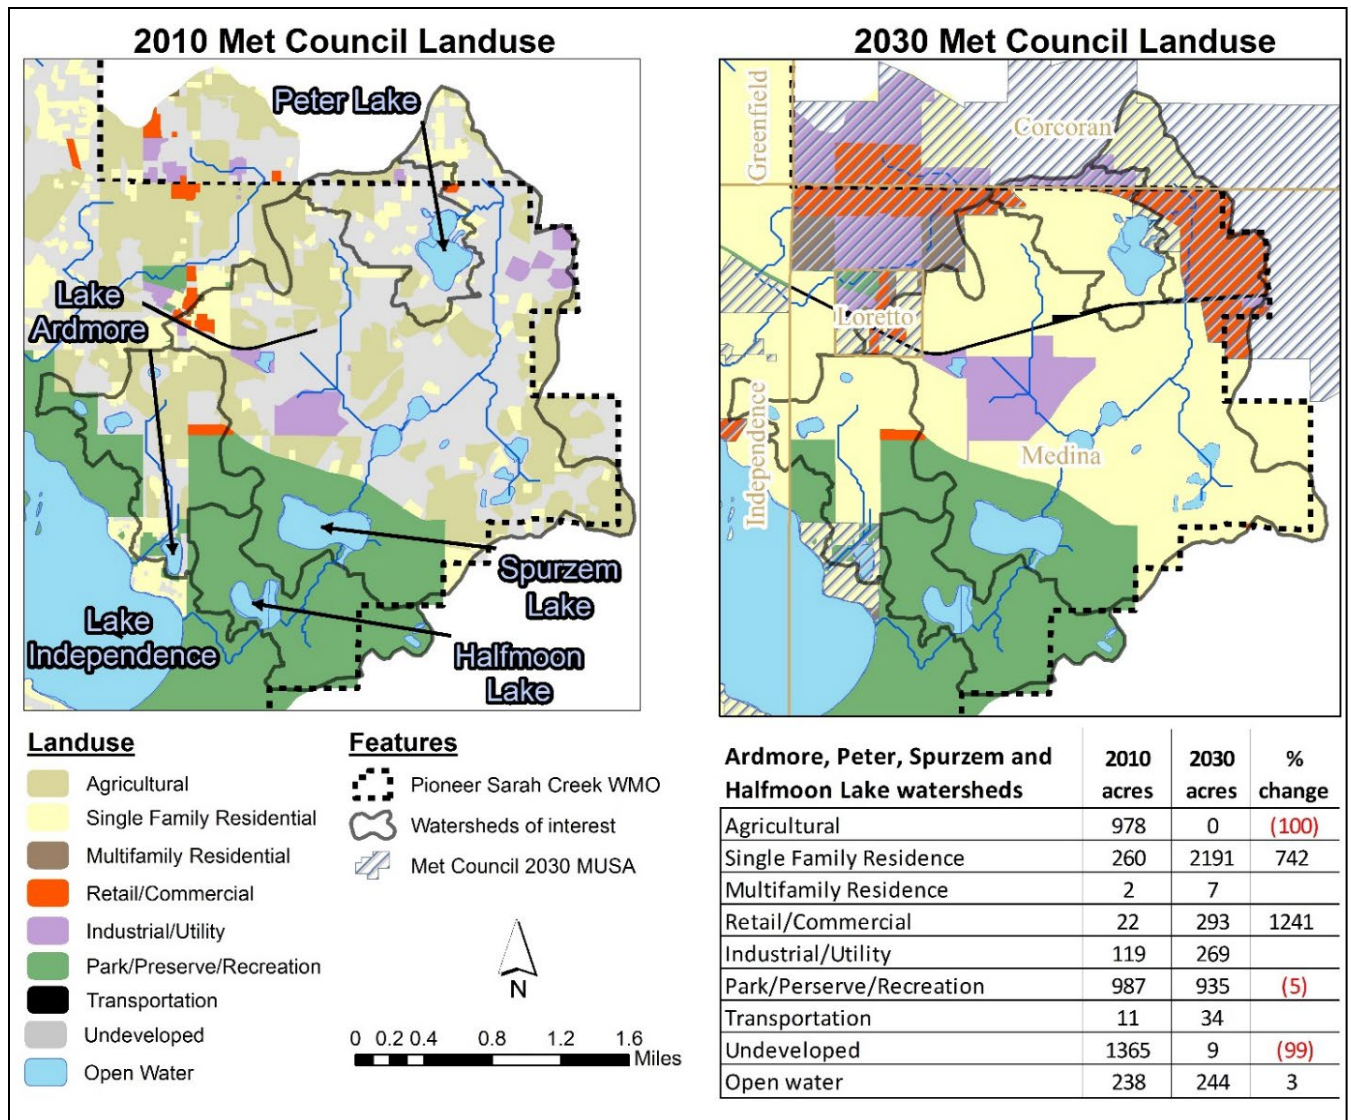 2010 Met Council Landuse
Peter Lake
Lake
Ardmore
Spurzem
Lake
Lake
Independence
Halfmoon
Lake
2030 Met Council Landuse
Greenfield
Corcoran
Loretto
Independence
Medina
Landuse
Agricultural
Single Family Residential
Multifamily Residential
Retail/Commercial
Industrial/Utility
Park/Preserve/Recreation
Transportation
Undeveloped
Open Water
Features
Pioneer Sarah Creek WMO
Watersheds of interest
Met Council 2030 MUSA
N
0 0.2 0.4 0.8 1.2 1.6
Miles
Ardmore, Peter, Spurzem and 2010 2030 %
Halfmoon Lake watersheds acres acres change
Agricultural 978 0 (100)
Single Family Residence 260 2191 742
Multifamily Residence 2 7
Retail/Commercial 22 293 1241
Industrial/Utility 119 269
Park/Perserve/Recreation 987 935 (5)
Transportation 11 34
Undeveloped 1365 9 (99)
Open water 238 244 3